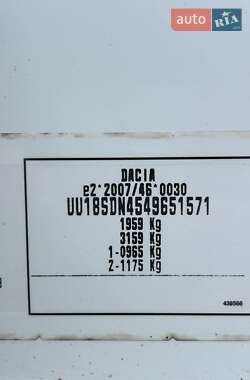 auto RIA
DACIA
e2*2007/46*0030
UU18SDN4549651571
1959 Kg
3159 Kg
1-0965 Kg
2-1175 Kg
438566